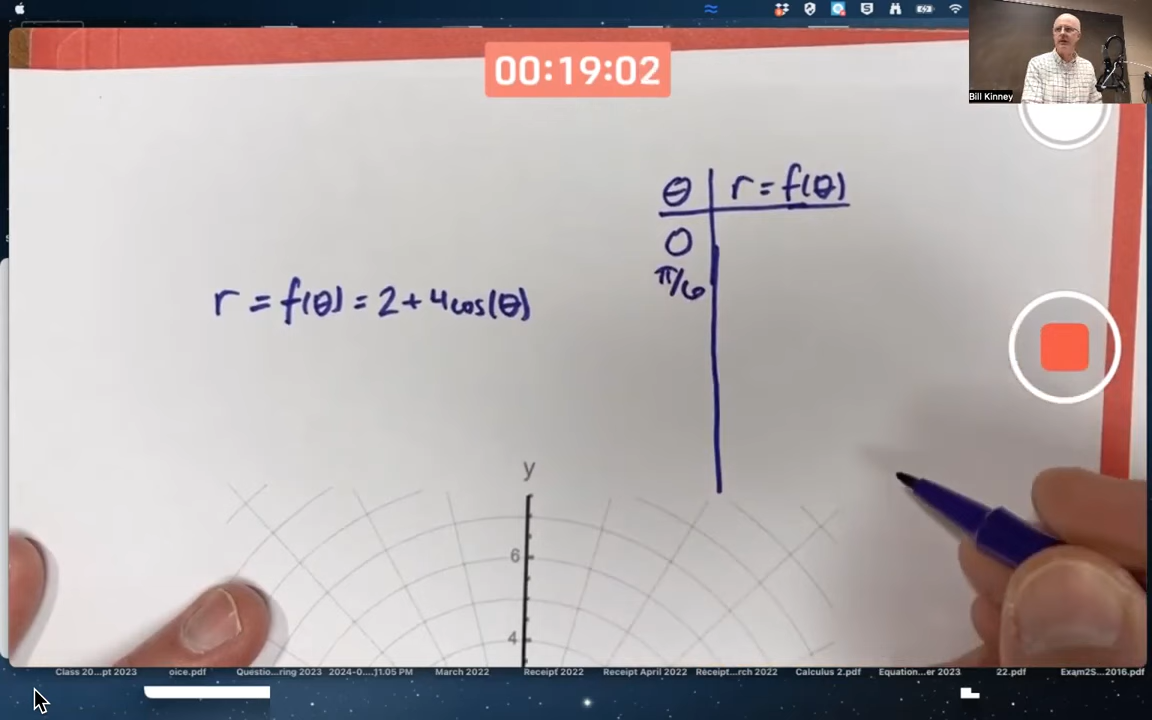 00:19:02
Bill Kinney
θ r = f(θ)
0
π/6
r = f(θ) = 2 + 4cos(θ)
y
6
4
Class 20...pt 2023 oice.pdf Questio...ring 2023 2024-0...11.05 PM March 2022 Receipt 2022 Receipt April 2022 Receipt...rch 2022 Calculus 2.pdf Equation...er 2023 22.pdf Exam2S...2016.pdf